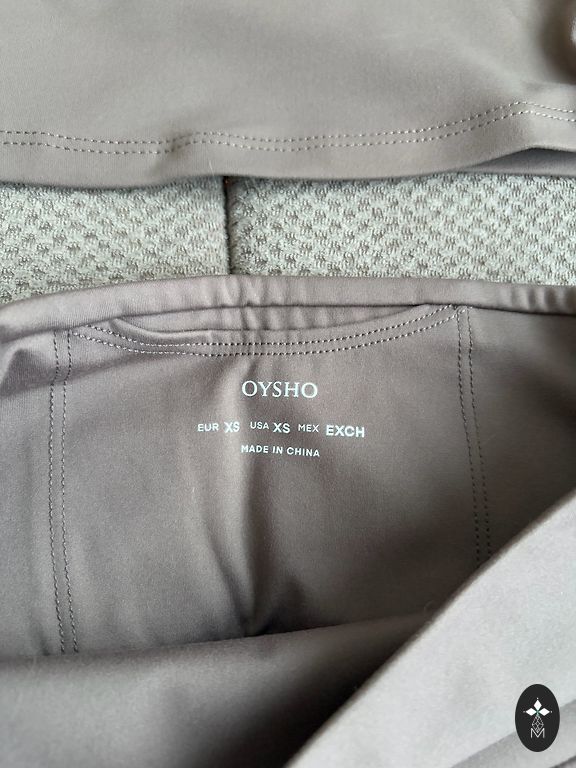 OYSHO
EUR XS USA XS MEX EXCH
MADE IN CHINA